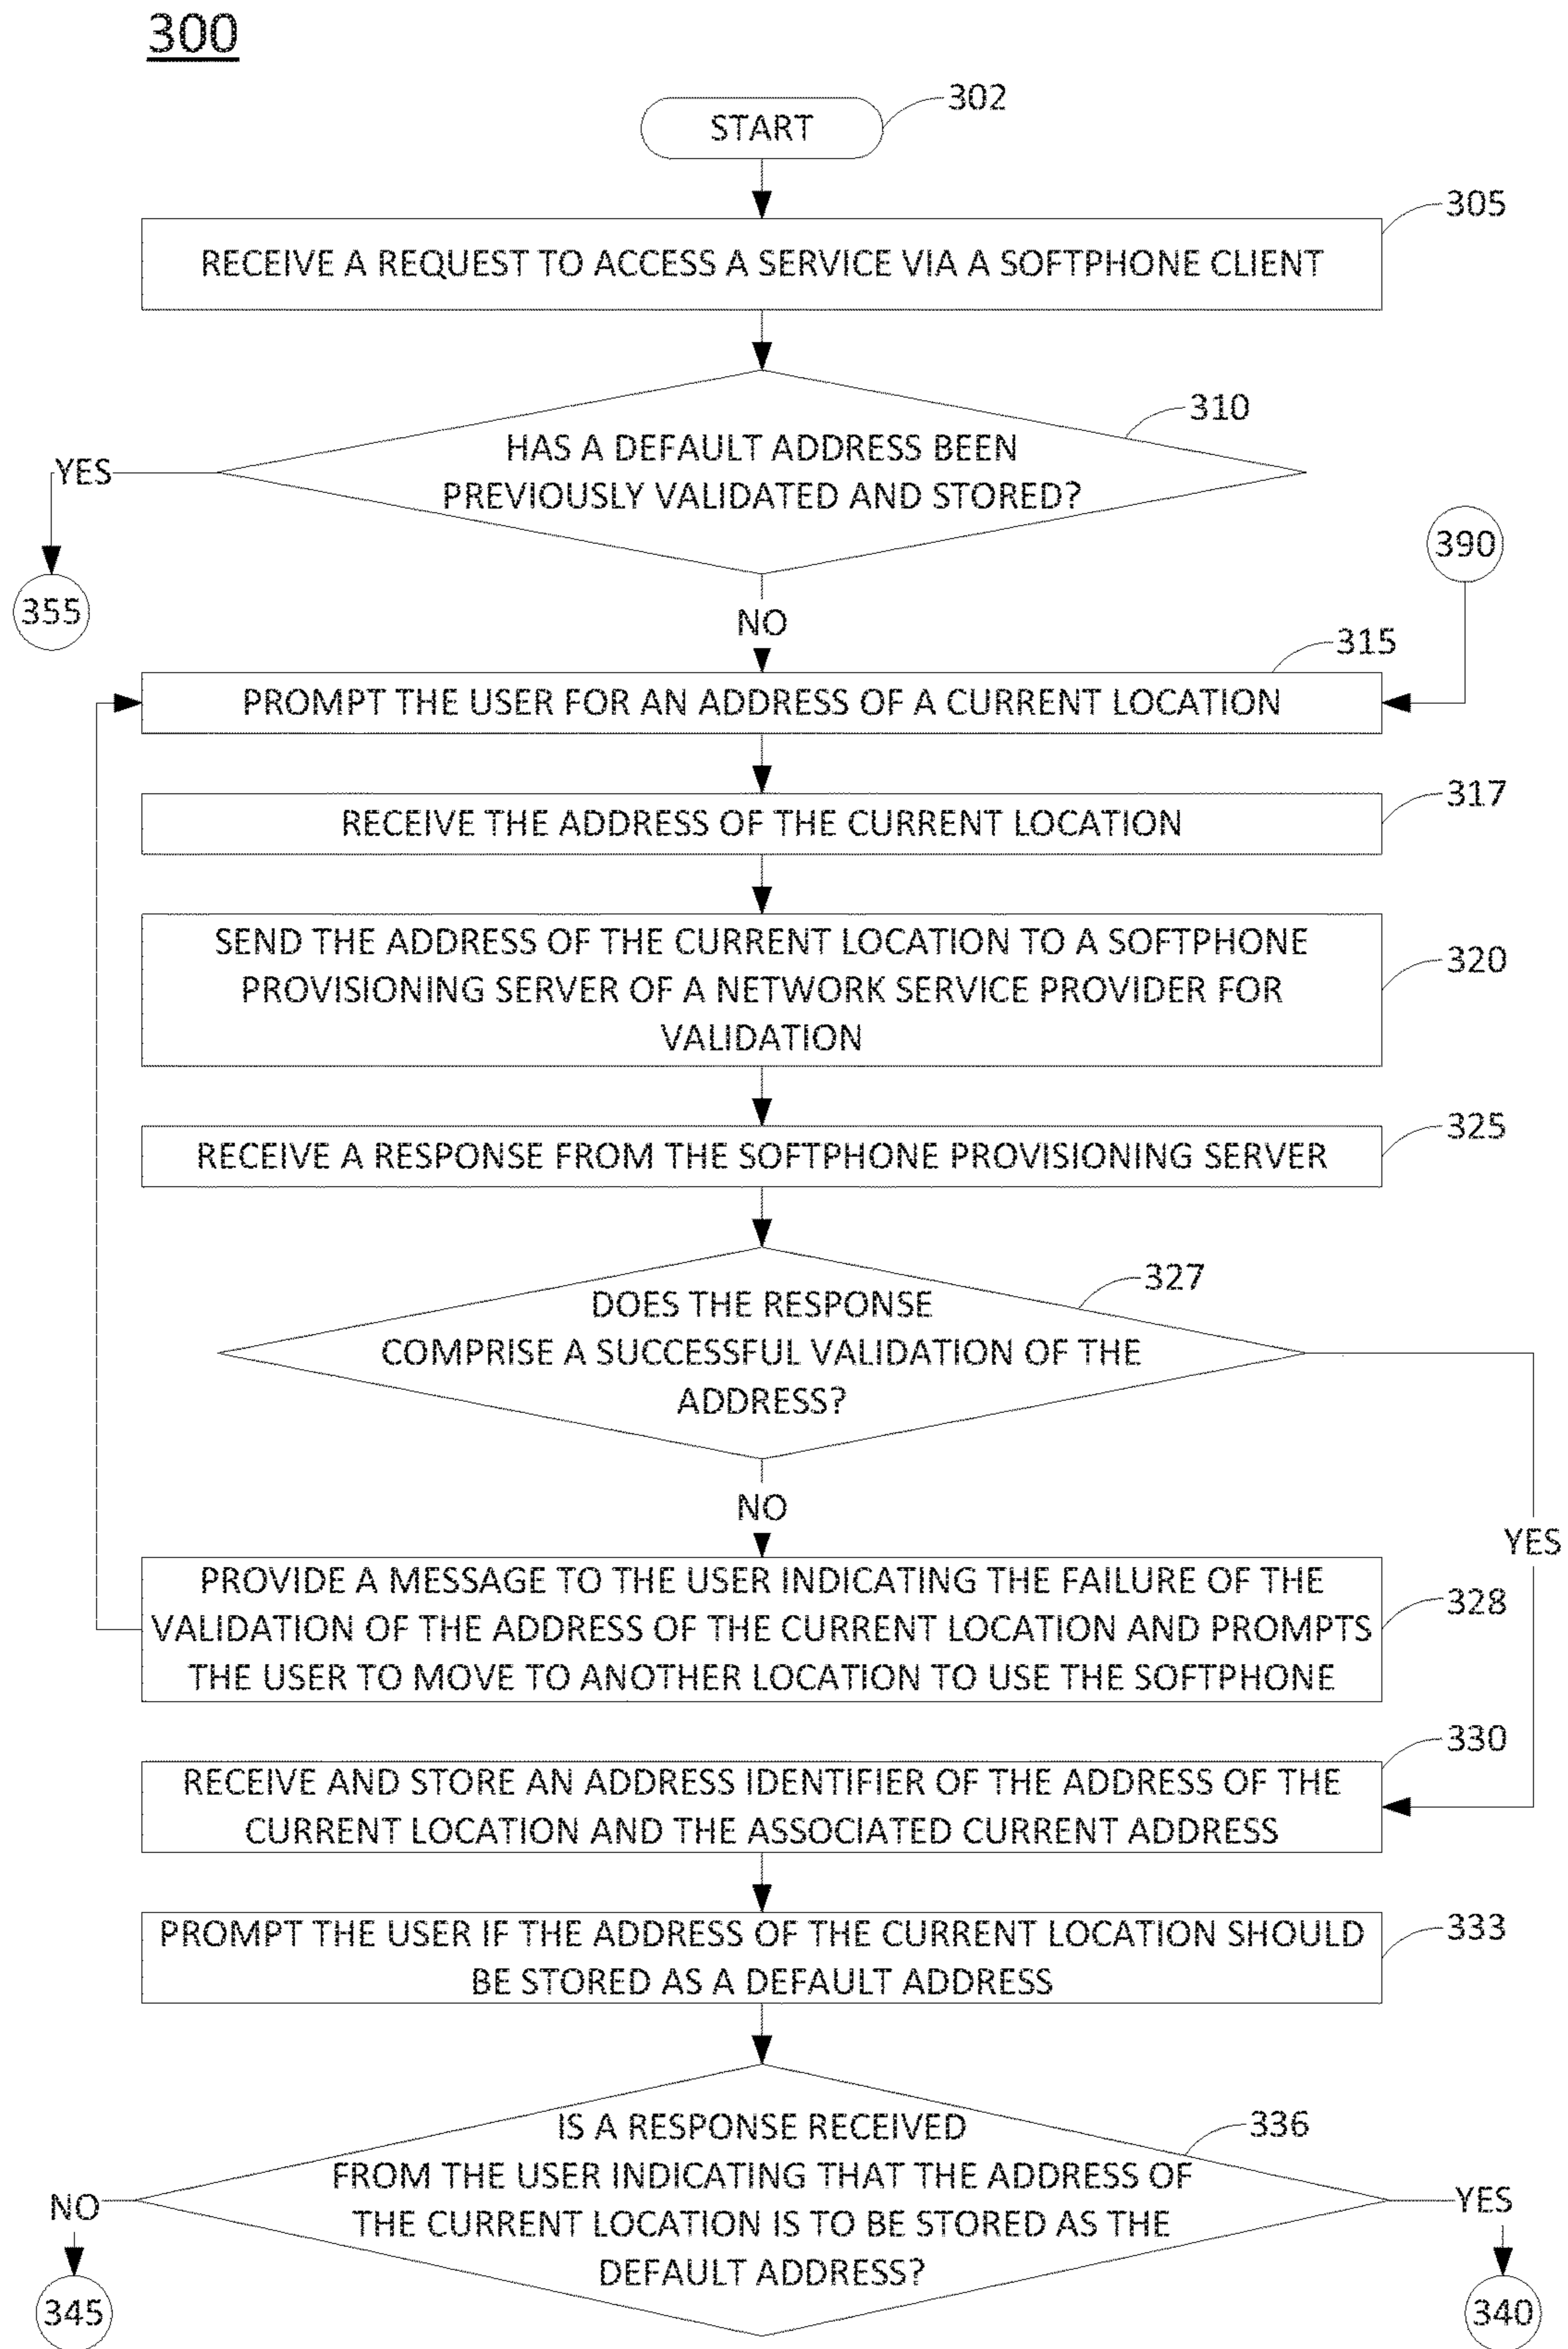 300
START
302
305
RECEIVE A REQUEST TO ACCESS A SERVICE VIA A SOFTPHONE CLIENT
310
HAS A DEFAULT ADDRESS BEEN
PREVIOUSLY VALIDATED AND STORED?
YES
355
NO
390
315
PROMPT THE USER FOR AN ADDRESS OF A CURRENT LOCATION
317
RECEIVE THE ADDRESS OF THE CURRENT LOCATION
SEND THE ADDRESS OF THE CURRENT LOCATION TO A SOFTPHONE
PROVISIONING SERVER OF A NETWORK SERVICE PROVIDER FOR
VALIDATION
320
325
RECEIVE A RESPONSE FROM THE SOFTPHONE PROVISIONING SERVER
327
DOES THE RESPONSE
COMPRISE A SUCCESSFUL VALIDATION OF THE
ADDRESS?
NO
YES
PROVIDE A MESSAGE TO THE USER INDICATING THE FAILURE OF THE
VALIDATION OF THE ADDRESS OF THE CURRENT LOCATION AND PROMPTS
THE USER TO MOVE TO ANOTHER LOCATION TO USE THE SOFTPHONE
328
330
RECEIVE AND STORE AN ADDRESS IDENTIFIER OF THE ADDRESS OF THE
CURRENT LOCATION AND THE ASSOCIATED CURRENT ADDRESS
PROMPT THE USER IF THE ADDRESS OF THE CURRENT LOCATION SHOULD
BE STORED AS A DEFAULT ADDRESS
333
336
IS A RESPONSE RECEIVED
FROM THE USER INDICATING THAT THE ADDRESS OF
THE CURRENT LOCATION IS TO BE STORED AS THE
DEFAULT ADDRESS?
NO
YES
345
340